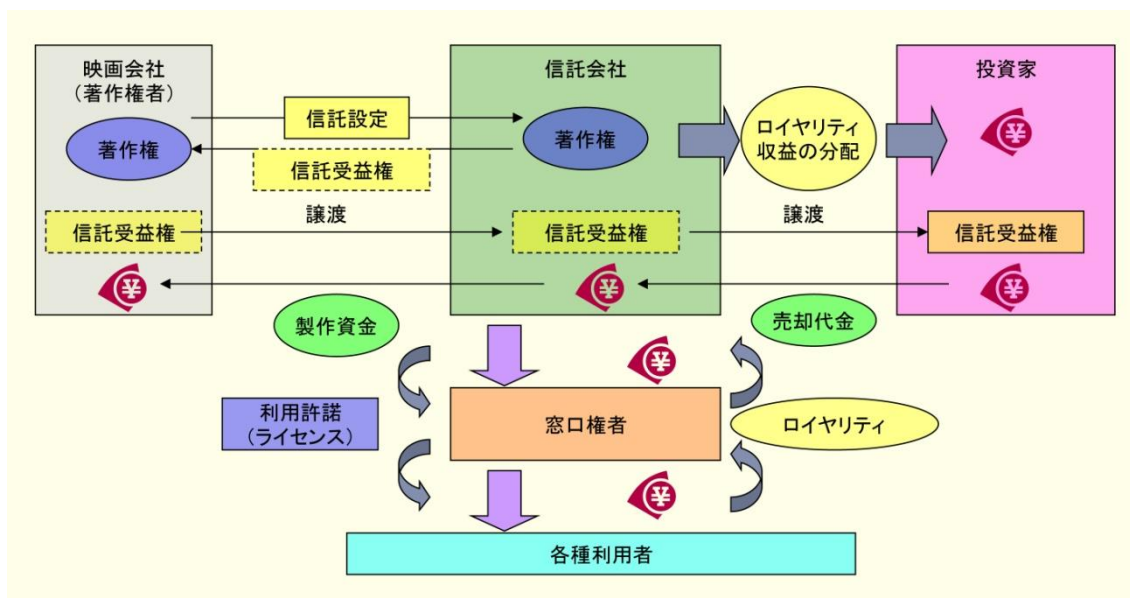 映画会社
（著作権者）
信託会社
投資家
信託設定
著作権
著作権
ロイヤリティ
収益の分配
信託受益権
譲渡
譲渡
信託受益権
信託受益権
信託受益権
製作資金
売却代金
利用許諾
（ライセンス）
窓口権者
ロイヤリティ
各種利用者
¥
¥
¥
¥
¥
¥